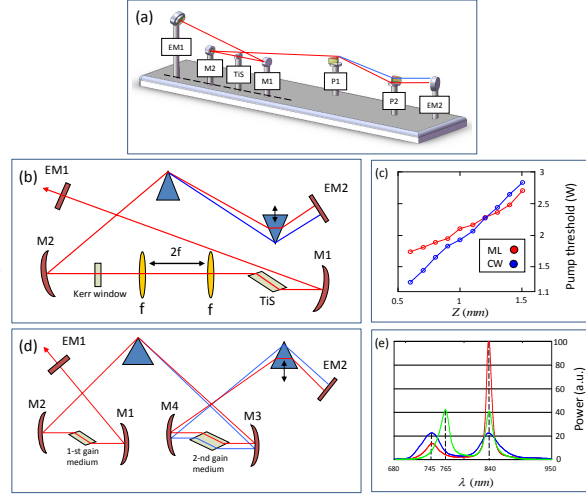 (a)
EM1
M2
TiS
M1
P1
P2
EM2
(b)
EM1
EM2
M2
2f
M1
Kerr window
f
f
TiS
(c)
3
2.5
2
1.5
1.1
ML
CW
0.5
1
1.5
Z (mm)
Pump threshold (W)
(d)
EM1
EM2
M2
M1
M4
M3
1-st gain
medium
2-nd gain
medium
(e)
100
80
60
40
20
0
680
745
765
840
950
λ (nm)
Power (a.u.)